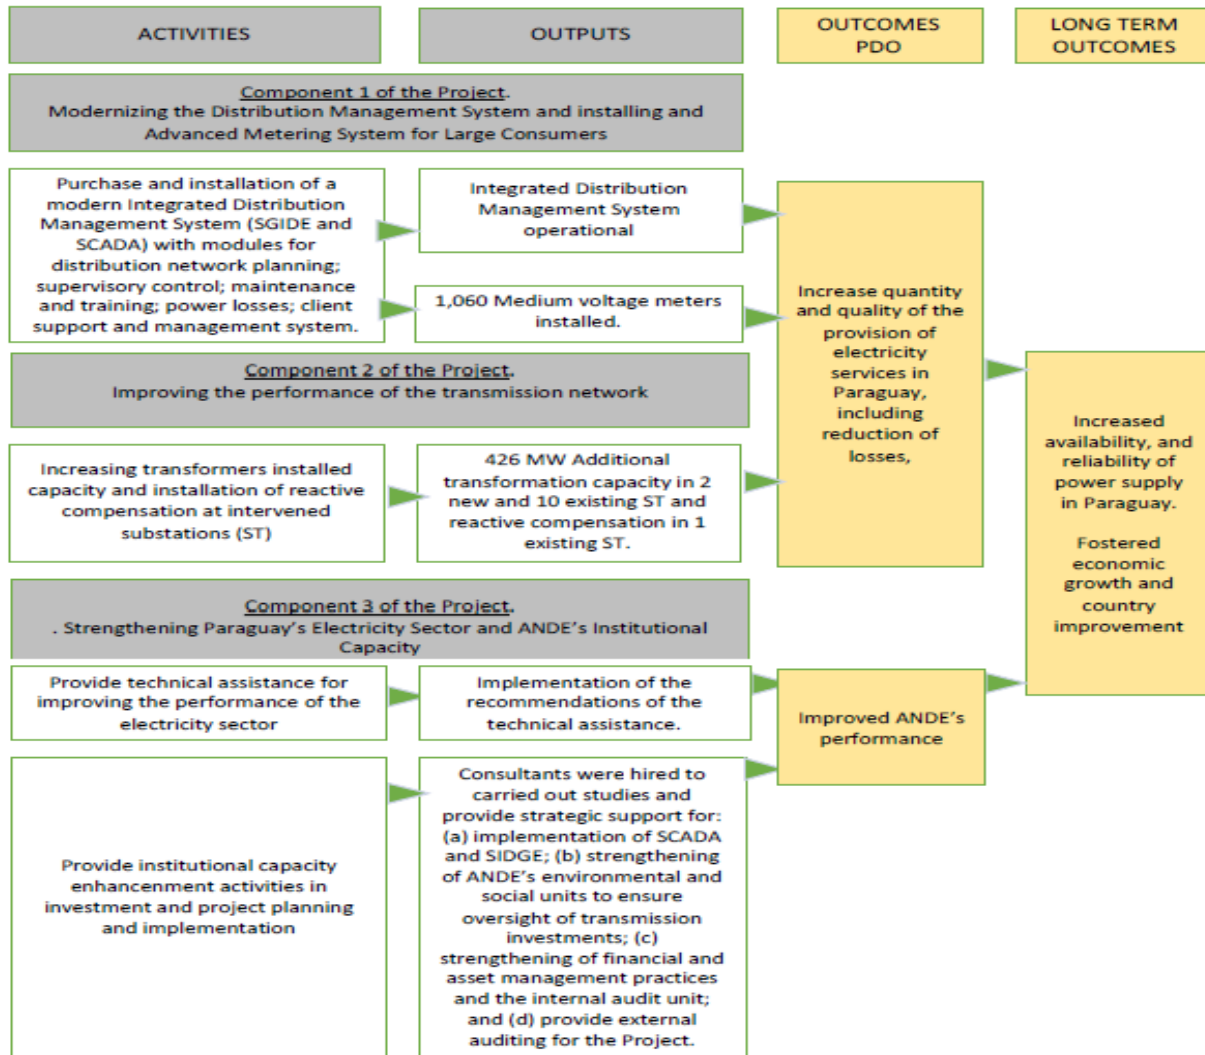 ACTIVITIES
OUTPUTS
OUTCOMES
PDO
LONG TERM
OUTCOMES
Component 1 of the Project.
Modernizing the Distribution Management System and installing and
Advanced Metering System for Large Consumers
Purchase and installation of a
modern Integrated Distribution
Management System (SGIDE and
SCADA) with modules for
distribution network planning;
supervisory control; maintenance
and training; power losses; client
support and management system.
Integrated Distribution
Management System
operational
1,060 Medium voltage meters
installed.
Increase quantity
and quality of the
provision of
electricity
services in
Paraguay,
including
reduction of
losses,
Component 2 of the Project.
Improving the performance of the transmission network
Increasing transformers installed
capacity and installation of reactive
compensation at intervened
substations (ST)
426 MW Additional
transformation capacity in 2
new and 10 existing ST and
reactive compensation in 1
existing ST.
Increased
availability, and
reliability of
power supply
in Paraguay.
Fostered
economic
growth and
country
improvement
Component 3 of the Project.
. Strengthening Paraguay's Electricity Sector and ANDE's Institutional
Capacity
Provide technical assistance for
improving the performance of the
electricity sector
Implementation of the
recommendations of the
technical assistance.
Improved ANDE's
performance
Provide institutional capacity
enhancenment activities in
investment and project planning
and implementation
Consultants were hired to
carried out studies and
provide strategic support for:
(a) implementation of SCADA
and SIDGE; (b) strengthening
of ANDE's environmental and
social units to ensure
oversight of transmission
investments; (c)
strengthening of financial and
asset management practices
and the internal audit unit;
and (d) provide external
auditing for the Project.